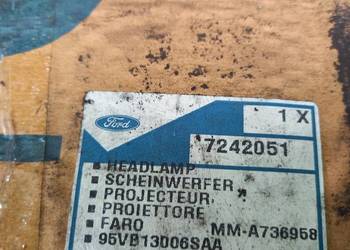 Ford
1 X
7242051
HEADLAMP
SCHEINWERFER
PROJECTEUR
PROIETTORE
FARO MM-A736958
95VB13006SAA